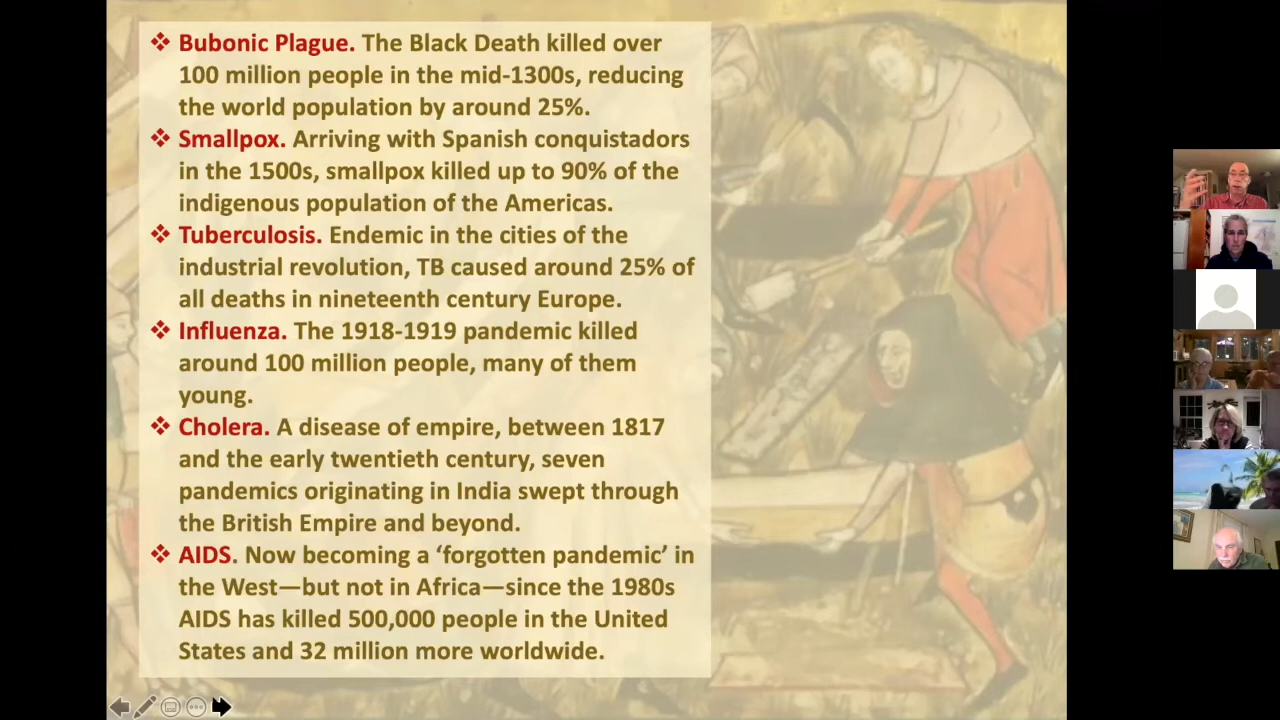 ❖ Bubonic Plague. The Black Death killed over
100 million people in the mid-1300s, reducing
the world population by around 25%.
❖ Smallpox. Arriving with Spanish conquistadors
in the 1500s, smallpox killed up to 90% of the
indigenous population of the Americas.
❖ Tuberculosis. Endemic in the cities of the
industrial revolution, TB caused around 25% of
all deaths in nineteenth century Europe.
❖ Influenza. The 1918-1919 pandemic killed
around 100 million people, many of them
young.
❖ Cholera. A disease of empire, between 1817
and the early twentieth century, seven
pandemics originating in India swept through
the British Empire and beyond.
❖ AIDS. Now becoming a ‘forgotten pandemic’ in
the West—but not in Africa—since the 1980s
AIDS has killed 500,000 people in the United
States and 32 million more worldwide.